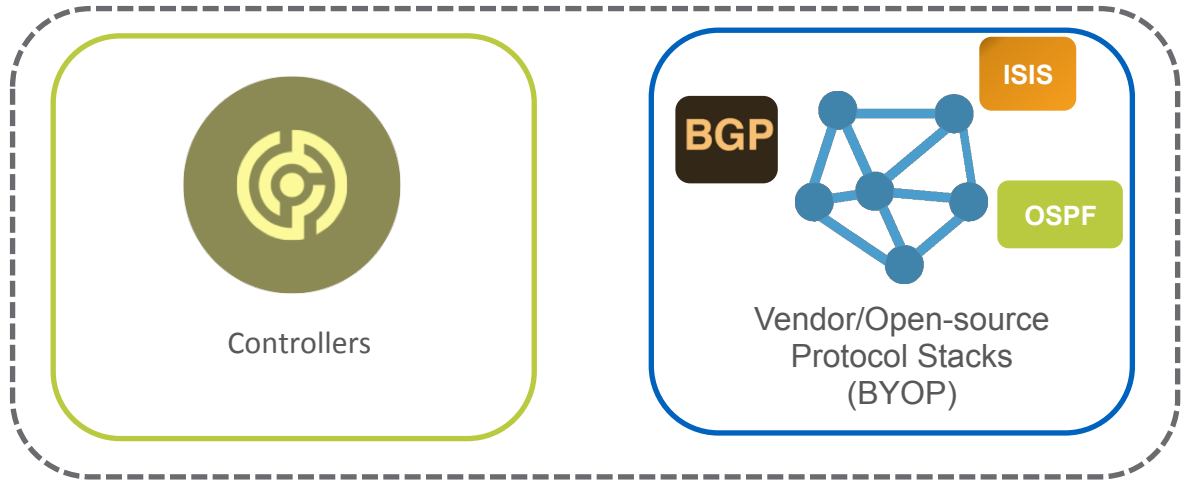 Controllers
BGP
ISIS
OSPF
Vendor/Open-source
Protocol Stacks
(BYOP)